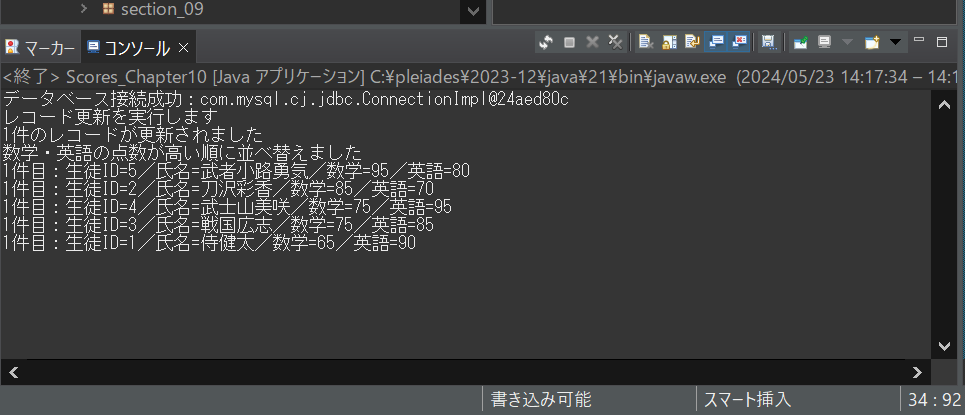 section_09
マーカー コンソール ×
<終了> Scores_Chapter10 [Java アプリケーション] C:¥pleiades¥2023-12¥java¥21¥bin¥javaw.exe (2024/05/23 14:17:34 – 14:1
データベース接続成功：com.mysql.cj.jdbc.ConnectionImpl@24aed80c
レコード更新を実行します
1件のレコードが更新されました
数学・英語の点数が高い順に並べ替えました
1件目：生徒ID=5／氏名=武者小路勇気／数学=95／英語=80
1件目：生徒ID=2／氏名=刀沢彩香／数学=85／英語=70
1件目：生徒ID=4／氏名=武士山美咲／数学=75／英語=95
1件目：生徒ID=3／氏名=戦国広志／数学=75／英語=85
1件目：生徒ID=1／氏名=侍健太／数学=65／英語=90
書き込み可能 スマート挿入 34 : 92